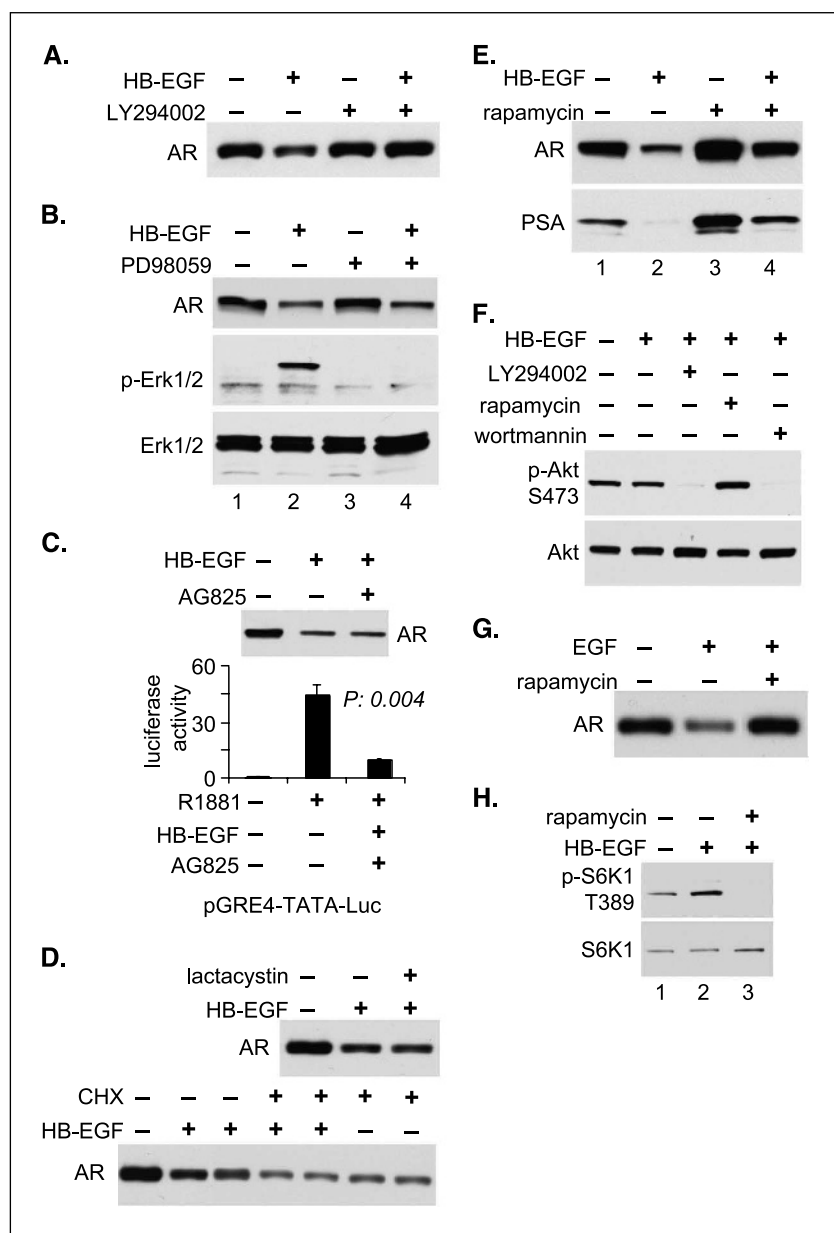 A.
HB-EGF – + – +
LY294002 – – + +
AR
B.
HB-EGF – + – +
PD98059 – – + +
AR
p-Erk1/2
Erk1/2
1 2 3 4
C.
HB-EGF – + +
AG825 – – +
AR
60
30
0
luciferase
activity
P: 0.004
R1881 – + +
HB-EGF – – +
AG825 – – +
pGRE4-TATA-Luc
D.
lactacystin – – +
HB-EGF – + +
AR
CHX – – – + + + +
HB-EGF – + + + + – –
AR
E.
HB-EGF – + – +
rapamycin – – + +
AR
PSA
1 2 3 4
F.
HB-EGF – + + + +
LY294002 – – + – –
rapamycin – – – + –
wortmannin – – – – +
p-Akt
S473
Akt
G.
EGF – + +
rapamycin – – +
AR
H.
rapamycin – – +
HB-EGF – + +
p-S6K1
T389
S6K1
1 2 3